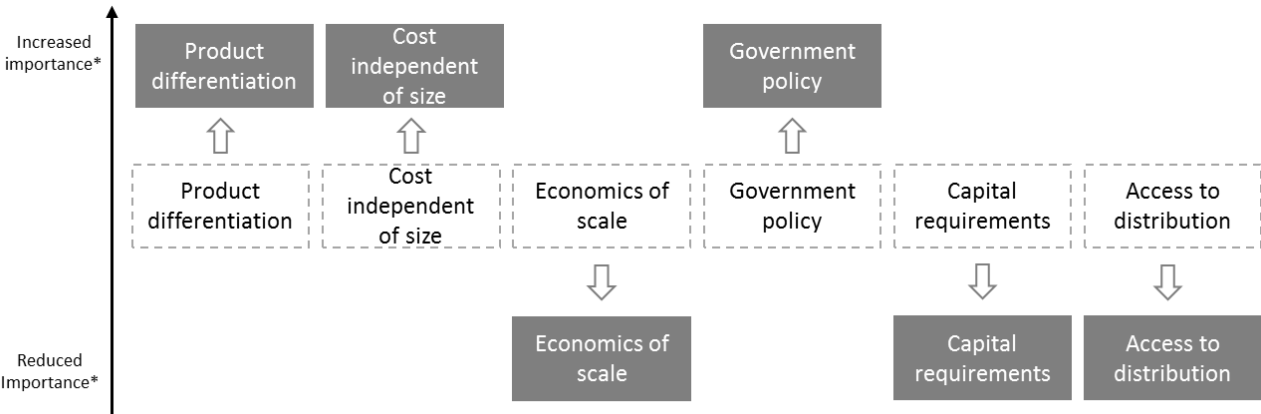 Increased
importance*
Product
differentiation
Cost
independent
of size
Government
policy
Product
differentiation
Cost
independent
of size
Economics of
scale
Government
policy
Capital
requirements
Access to
distribution
Economics of
scale
Capital
requirements
Access to
distribution
Reduced
Importance*